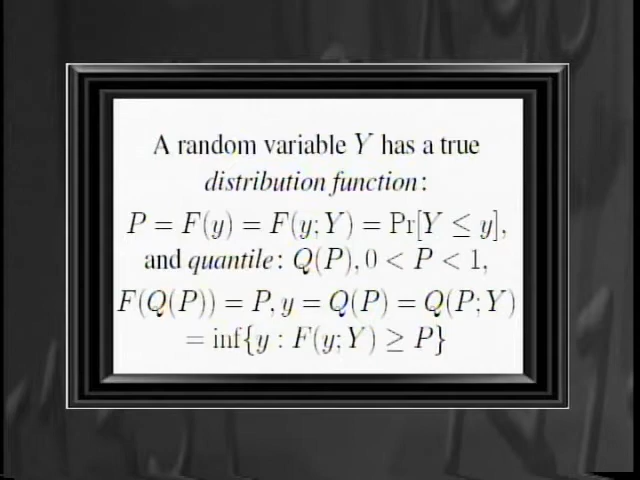 A random variable Y has a true
distribution function:
P = F(y) = F(y; Y) = Pr[Y ≤ y],
and quantile: Q(P), 0 < P < 1,
F(Q(P)) = P, y = Q(P) = Q(P; Y)
= inf{y : F(y; Y) ≥ P}